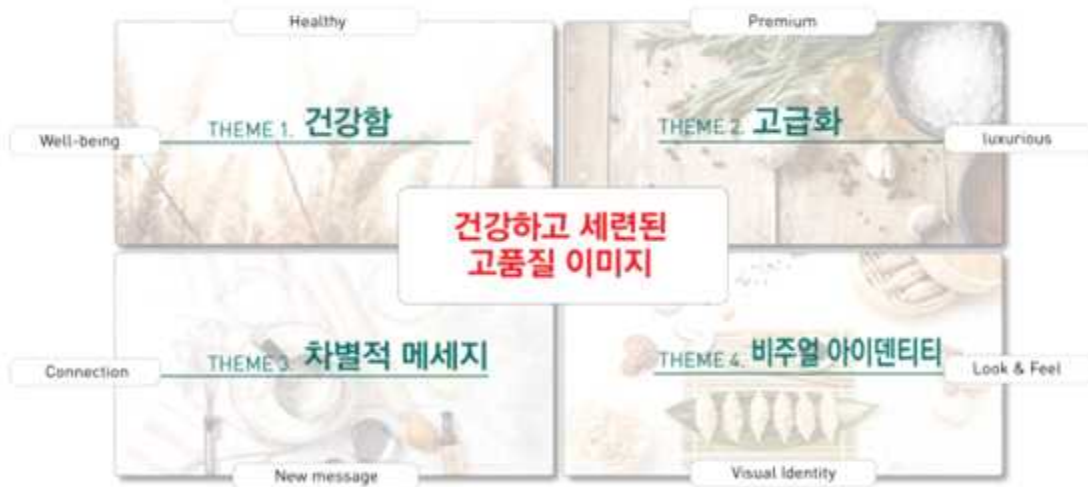 Healthy
Premium
THEME 1. 건강함
THEME 2. 고급화
Well-being
luxurious
건강하고 세련된
고품질 이미지
THEME 3. 차별적 메세지
THEME 4. 비주얼 아이덴티티
Connection
Look & Feel
New message
Visual Identity